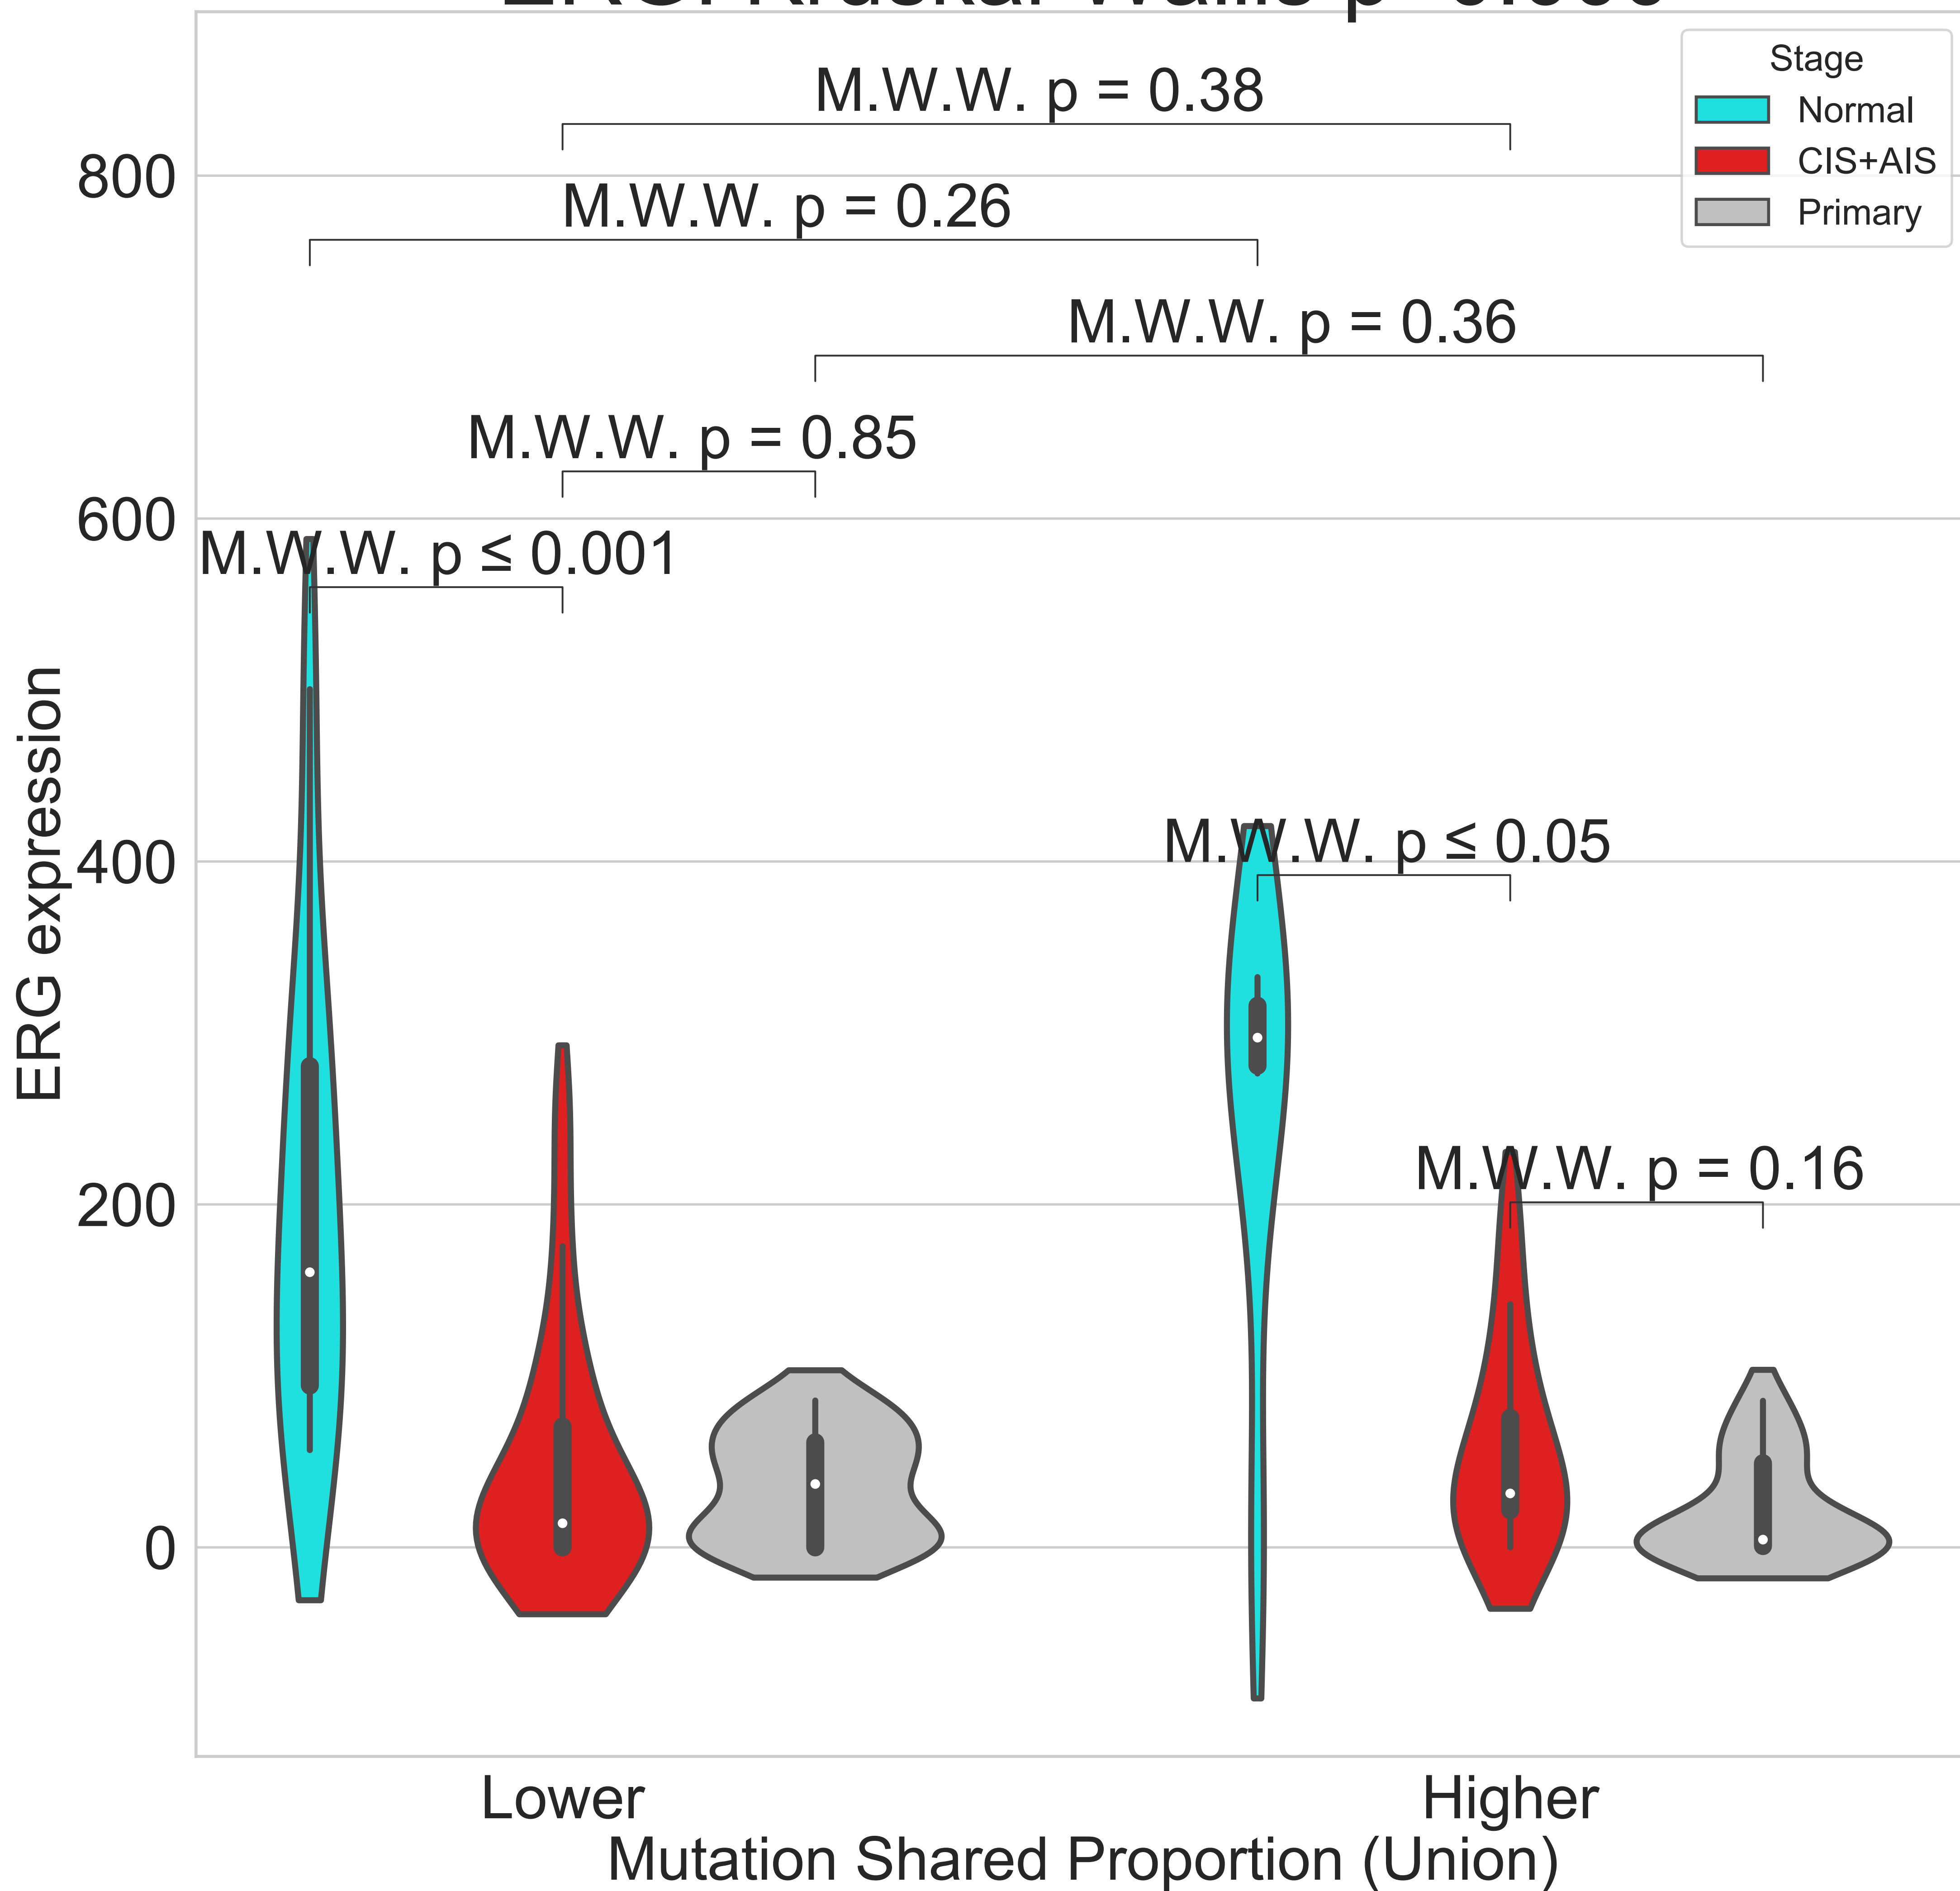 Stage
Normal
CIS+AIS
Primary
M.W.W. p = 0.38
800
M.W.W. p = 0.26
M.W.W. p = 0.36
M.W.W. p = 0.85
600
M.W.W. p ≤ 0.001
ERG expression
400
M.W.W. p ≤ 0.05
200
M.W.W. p = 0.16
0
Lower
Higher
Mutation Shared Proportion (Union)